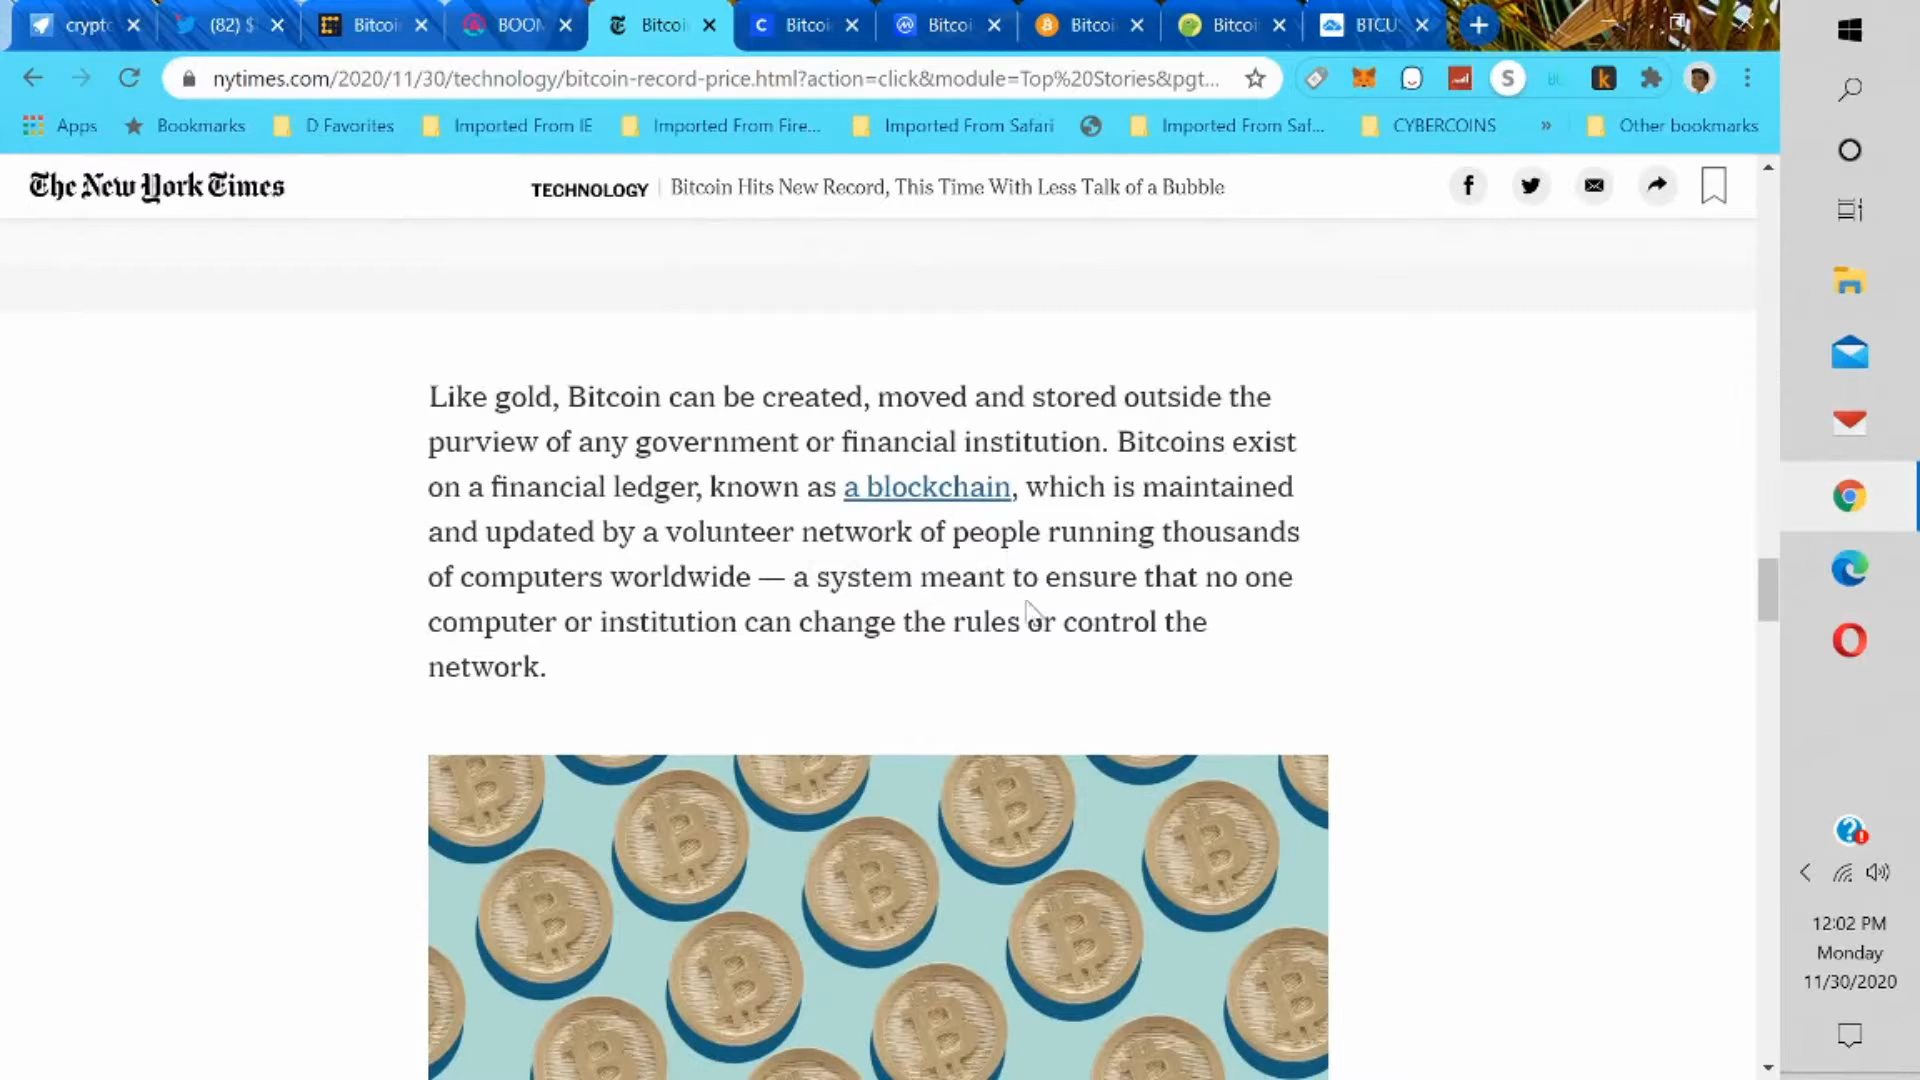 crypt
(82) $
Bitcoi
BOOM
Bitcoi
Bitcoi
Bitcoi
Bitcoi
Bitcoi
BTCU
nytimes.com/2020/11/30/technology/bitcoin-record-price.html?action=click&module=Top%20Stories&pgt...
Apps
Bookmarks
D Favorites
Imported From IE
Imported From Fire...
Imported From Safari
Imported From Saf...
CYBERCOINS
»
Other bookmarks
The New York Times
TECHNOLOGY | Bitcoin Hits New Record, This Time With Less Talk of a Bubble
Like gold, Bitcoin can be created, moved and stored outside the
purview of any government or financial institution. Bitcoins exist
on a financial ledger, known as a blockchain, which is maintained
and updated by a volunteer network of people running thousands
of computers worldwide — a system meant to ensure that no one
computer or institution can change the rules or control the
network.
12:02 PM
Monday
11/30/2020